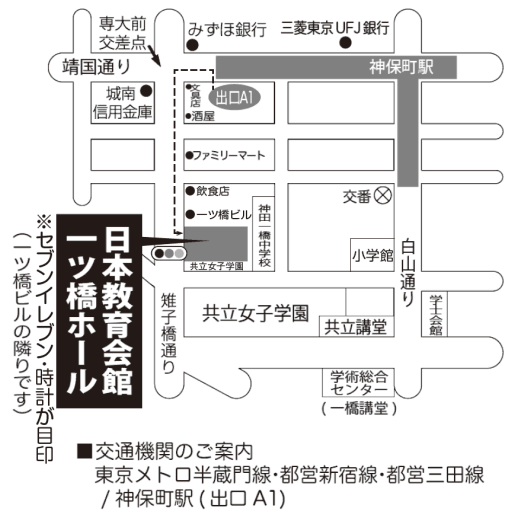 専大前
交差点
みずほ銀行
三菱東京UFJ銀行
靖国通り
神保町駅
城南
信用金庫
文具店
出口A1
酒屋
ファミリーマート
飲食店
一ツ橋ビル
神田一橋中学校
交番
共立女子学園
小学館
白山通り
日本教育会館
一ツ橋ホール
※セブンイレブン・時計が目印
(一ツ橋ビルの隣りです)
雉子橋通り
共立女子学園
共立講堂
学士会館
学術総合
センター
(一橋講堂)
■交通機関のご案内
東京メトロ半蔵門線・都営新宿線・都営三田線
/神保町駅(出口A1)